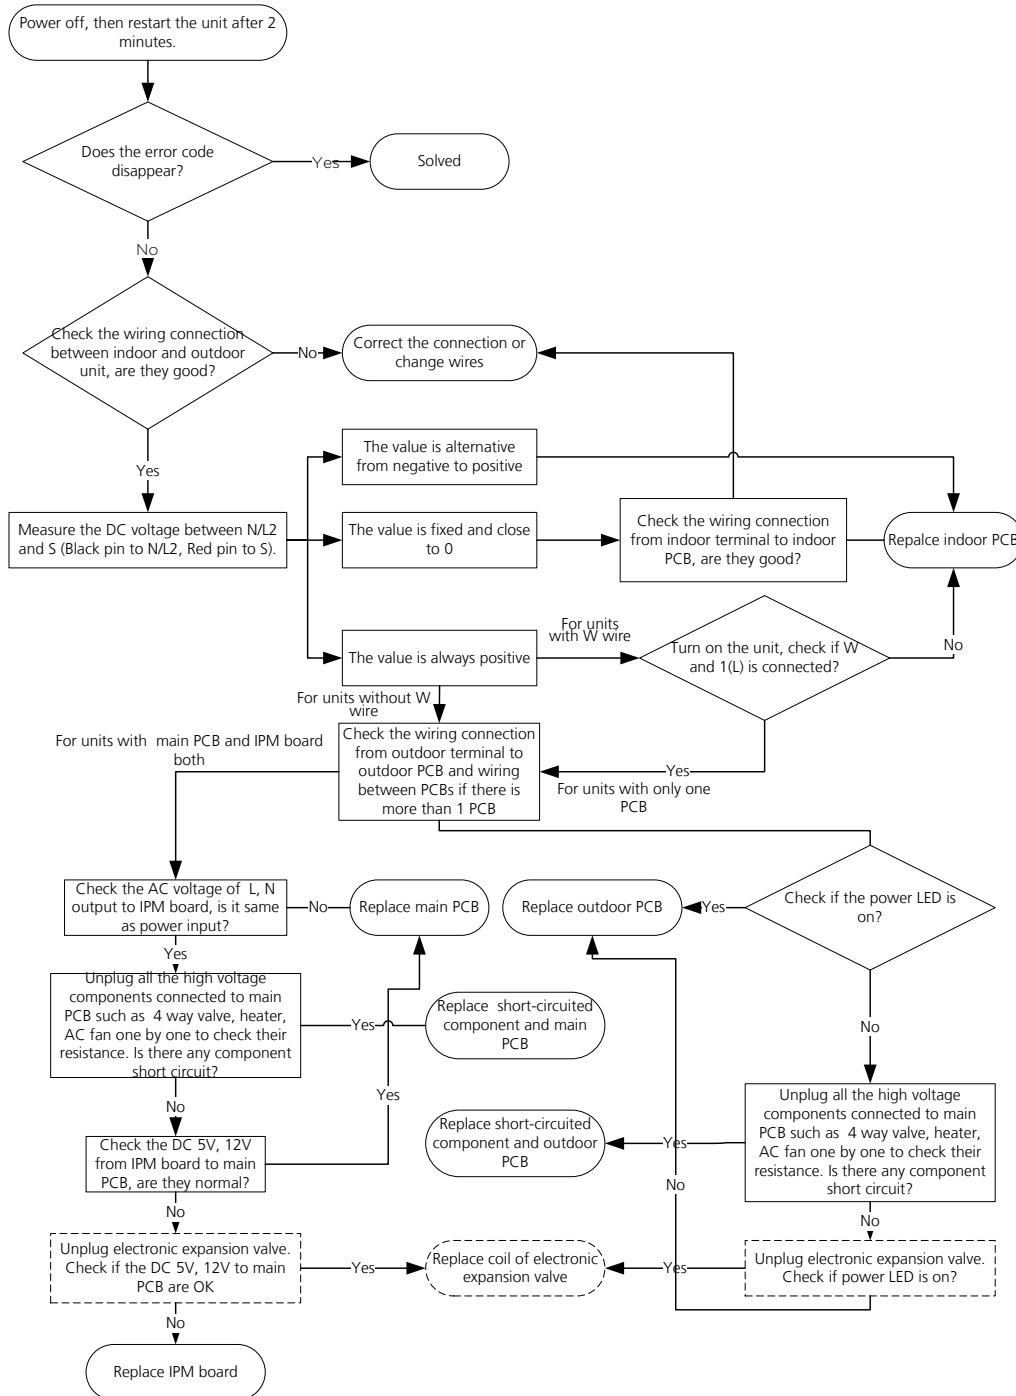 Power off, then restart the unit after 2
minutes.
Does the error code
disappear?
Yes
Solved
No
Check the wiring connection
between indoor and outdoor
unit, are they good?
No
Correct the connection or
change wires
Yes
The value is alternative
from negative to positive
Measure the DC voltage between N/L2
and S (Black pin to N/L2, Red pin to S).
The value is fixed and close
to 0
Check the wiring connection
from indoor terminal to indoor
PCB, are they good?
Repalce indoor PCB
The value is always positive
For units
with W wire
Turn on the unit, check if W
and 1(L) is connected?
No
For units without W
wire
Yes
For units with only one
PCB
For units with  main PCB and IPM board
both
Check the wiring connection
from outdoor terminal to
outdoor PCB and wiring
between PCBs if there is
more than 1 PCB
Check the AC voltage of  L, N
output to IPM board, is it same
as power input?
No
Replace main PCB
Replace outdoor PCB
Yes
Check if the power LED is
on?
Yes
Unplug all the high voltage
components connected to main
PCB such as  4 way valve, heater,
AC fan one by one to check their
resistance. Is there any component
short circuit?
Yes
Replace  short-circuited
component and main
PCB
No
Yes
No
Check the DC 5V, 12V
from IPM board to main
PCB, are they normal?
Replace short-circuited
component and outdoor
PCB
Yes
Unplug all the high voltage
components connected to main
PCB such as  4 way valve, heater,
AC fan one by one to check their
resistance. Is there any component
short circuit?
No
No
No
Unplug electronic expansion valve.
Check if the DC 5V, 12V to main
PCB are OK
Yes
Replace coil of electronic
expansion valve
Yes
Unplug electronic expansion valve.
Check if power LED is on?
No
Replace IPM board